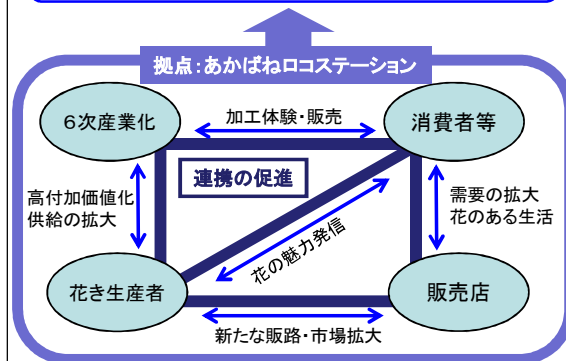 拠点：あかばねロコステーション
６次産業化
加工体験・販売
消費者等
連携の促進
高付加価値化
供給の拡大
需要の拡大
花のある生活
花の魅力発信
花き生産者
販売店
新たな販路・市場拡大